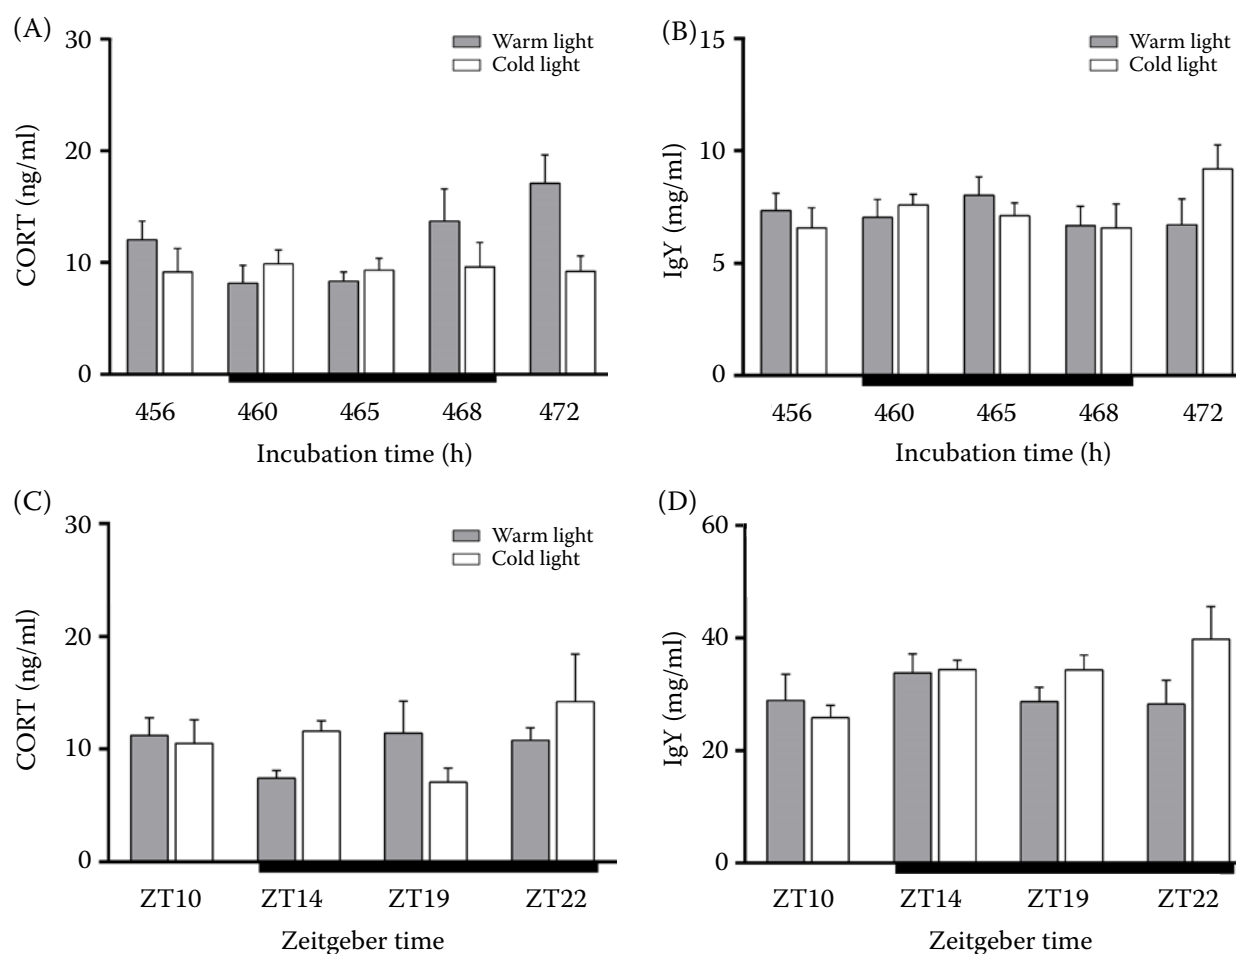 (A)
30
20
10
0
CORT (ng/ml)
Warm light
Cold light
456 460 465 468 472
Incubation time (h)
(B)
15
10
5
0
IgY (mg/ml)
Warm light
Cold light
456 460 465 468 472
Incubation time (h)
(C)
30
20
10
0
CORT (ng/ml)
Warm light
Cold light
ZT10 ZT14 ZT19 ZT22
Zeitgeber time
(D)
60
40
20
0
IgY (mg/ml)
ZT10 ZT14 ZT19 ZT22
Zeitgeber time